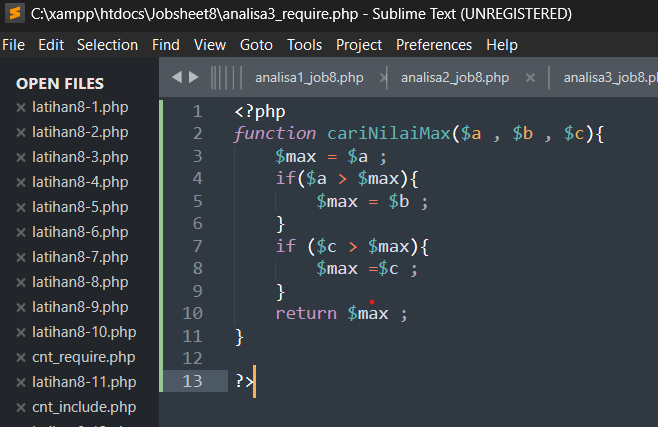 C:\xampp\htdocs\Jobsheet8\analisa3_require.php - Sublime Text (UNREGISTERED)
File Edit Selection Find View Goto Tools Project Preferences Help
OPEN FILES
latihan8-1.php
latihan8-2.php
latihan8-3.php
latihan8-4.php
latihan8-5.php
latihan8-6.php
latihan8-7.php
latihan8-8.php
latihan8-9.php
latihan8-10.php
cnt_require.php
latihan8-11.php
cnt_include.php
analisa1_job8.php analisa2_job8.php analisa3_job8.p
1 <?php
2 function cariNilaiMax($a , $b , $c){
3 $max = $a ;
4 if($a > $max){
5 $max = $b ;
6 }
7 if ($c > $max){
8 $max =$c ;
9 }
10 return $max ;
11 }
12
13 ?>